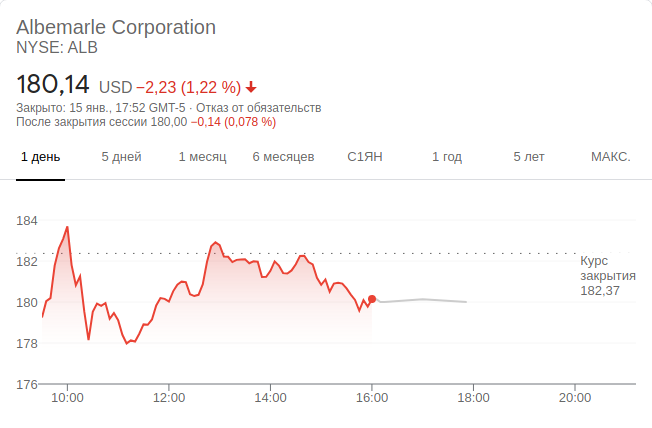 Albemarle Corporation
NYSE: ALB
180,14 USD −2,23 (1,22 %)
Закрыто: 15 янв., 17:52 GMT-5 · Отказ от обязательств
После закрытия сессии 180,00 −0,14 (0,078 %)
1 день 5 дней 1 месяц 6 месяцев С1ЯН 1 год 5 лет МАКС.
184
182
180
178
176
Курс
закрытия
182,37
10:00 12:00 14:00 16:00 18:00 20:00